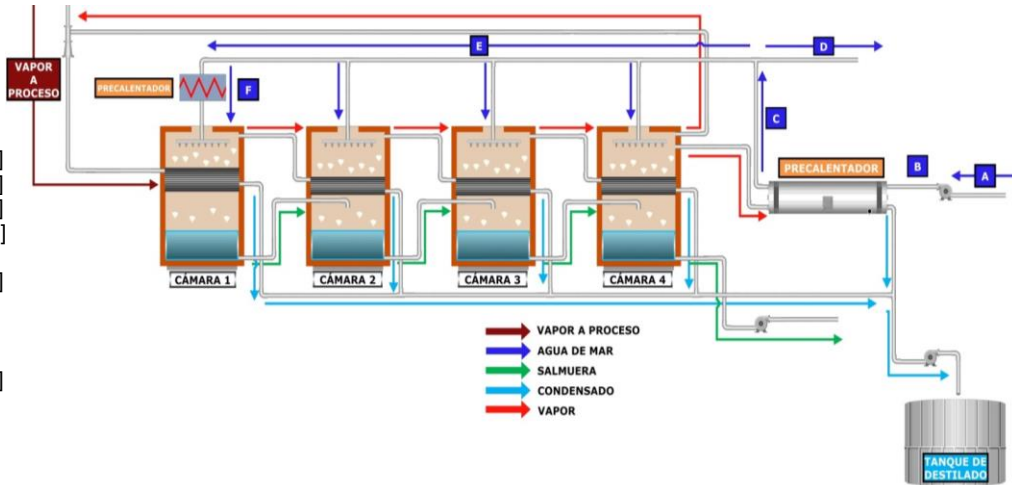 E
D
VAPOR
A
PROCESO
PRECALENTADOR
F
C
]
]
]
]
]
]
PRECALENTADOR
B
A
CÁMARA 1
CÁMARA 2
CÁMARA 3
CÁMARA 4
VAPOR A PROCESO
AGUA DE MAR
SALMUERA
CONDENSADO
VAPOR
TANQUE DE
DESTILADO